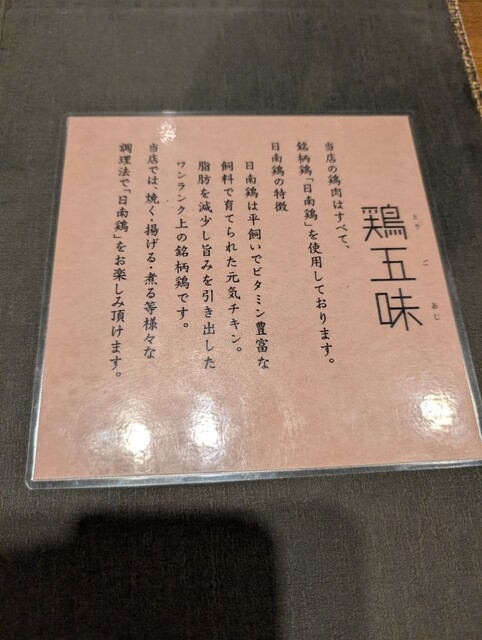 鶏五味
とり ご あじ
当店の鶏肉はすべて、
銘柄鶏「日南鶏」を使用しております。
日南鶏の特徴
日南鶏は平飼いでビタミン豊富な
飼料で育てられた元気チキン。
脂肪を減少し旨みを引き出した
ワンランク上の銘柄鶏です。
当店では、焼く・揚げる・煮る等様々な
調理法で「日南鶏」をお楽しみ頂けます。